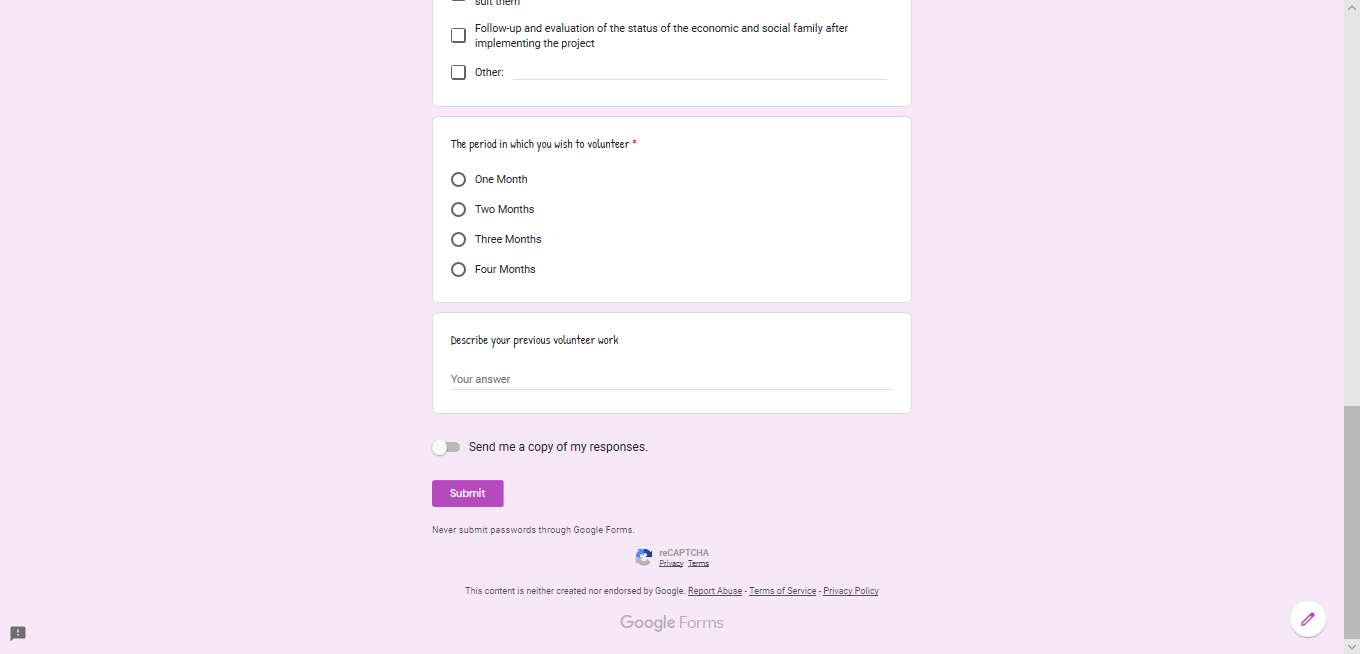 suit them
Follow-up and evaluation of the status of the economic and social family after
implementing the project
Other:
The period in which you wish to volunteer *
One Month
Two Months
Three Months
Four Months
Describe your previous volunteer work
Your answer
Send me a copy of my responses.
Submit
Never submit passwords through Google Forms.
reCAPTCHA
Privacy Terms
This content is neither created nor endorsed by Google. Report Abuse - Terms of Service - Privacy Policy
Google Forms